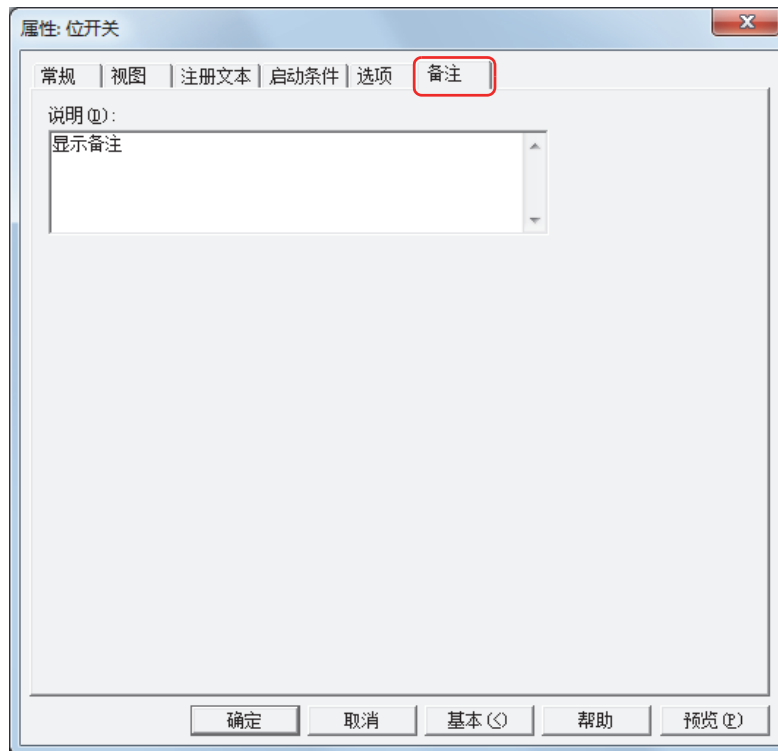 属性: 位开关
常规 视图 注册文本 启动条件 选项 备注
说明(D):
显示备注
确定 取消 基本(<) 帮助 预览(P)